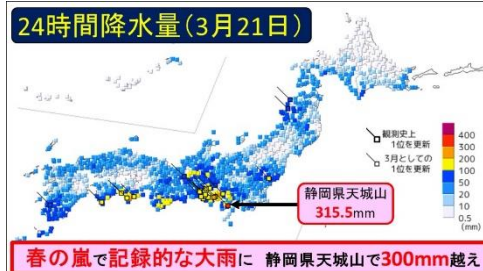 24時間降水量(3月21日)
観測史上
1位を更新
3月としての
1位を更新
400
300
200
100
50
20
10
0.5
(mm)
静岡県天城山
315.5mm
春の嵐で記録的な大雨に 静岡県天城山で300mm越え